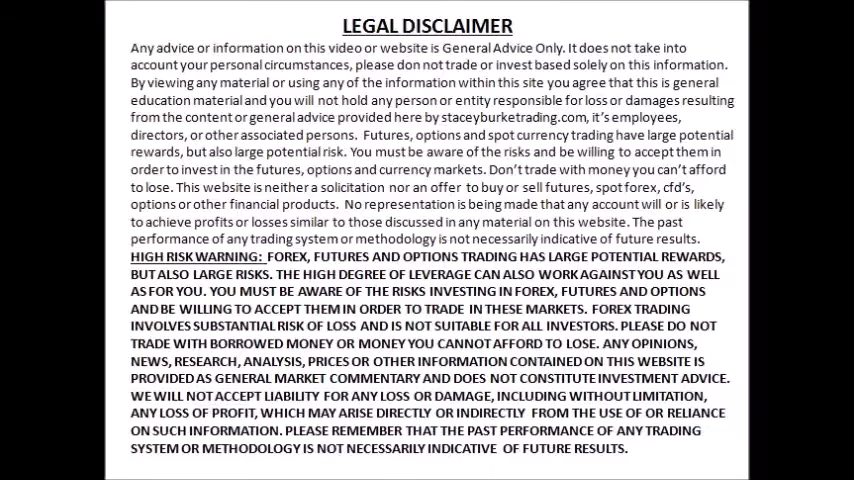 LEGAL DISCLAIMER
Any advice or information on this video or website is General Advice Only. It does not take into
account your personal circumstances, please don not trade or invest based solely on this information.
By viewing any material or using any of the information within this site you agree that this is general
education material and you will not hold any person or entity responsible for loss or damages resulting
from the content or general advice provided here by staceyburketrading.com, it's employees,
directors, or other associated persons. Futures, options and spot currency trading have large potential
rewards, but also large potential risk. You must be aware of the risks and be willing to accept them in
order to invest in the futures, options and currency markets. Don't trade with money you can't afford
to lose. This website is neither a solicitation nor an offer to buy or sell futures, spot forex, cfd's,
options or other financial products. No representation is being made that any account will or is likely
to achieve profits or losses similar to those discussed in any material on this website. The past
performance of any trading system or methodology is not necessarily indicative of future results.
HIGH RISK WARNING: FOREX, FUTURES AND OPTIONS TRADING HAS LARGE POTENTIAL REWARDS,
BUT ALSO LARGE RISKS. THE HIGH DEGREE OF LEVERAGE CAN ALSO WORK AGAINST YOU AS WELL
AS FOR YOU. YOU MUST BE AWARE OF THE RISKS INVESTING IN FOREX, FUTURES AND OPTIONS
AND BE WILLING TO ACCEPT THEM IN ORDER TO TRADE IN THESE MARKETS. FOREX TRADING
INVOLVES SUBSTANTIAL RISK OF LOSS AND IS NOT SUITABLE FOR ALL INVESTORS. PLEASE DO NOT
TRADE WITH BORROWED MONEY OR MONEY YOU CANNOT AFFORD TO LOSE. ANY OPINIONS,
NEWS, RESEARCH, ANALYSIS, PRICES OR OTHER INFORMATION CONTAINED ON THIS WEBSITE IS
PROVIDED AS GENERAL MARKET COMMENTARY AND DOES NOT CONSTITUTE INVESTMENT ADVICE.
WE WILL NOT ACCEPT LIABILITY FOR ANY LOSS OR DAMAGE, INCLUDING WITHOUT LIMITATION,
ANY LOSS OF PROFIT, WHICH MAY ARISE DIRECTLY OR INDIRECTLY FROM THE USE OF OR RELIANCE
ON SUCH INFORMATION. PLEASE REMEMBER THAT THE PAST PERFORMANCE OF ANY TRADING
SYSTEM OR METHODOLOGY IS NOT NECESSARILY INDICATIVE OF FUTURE RESULTS.